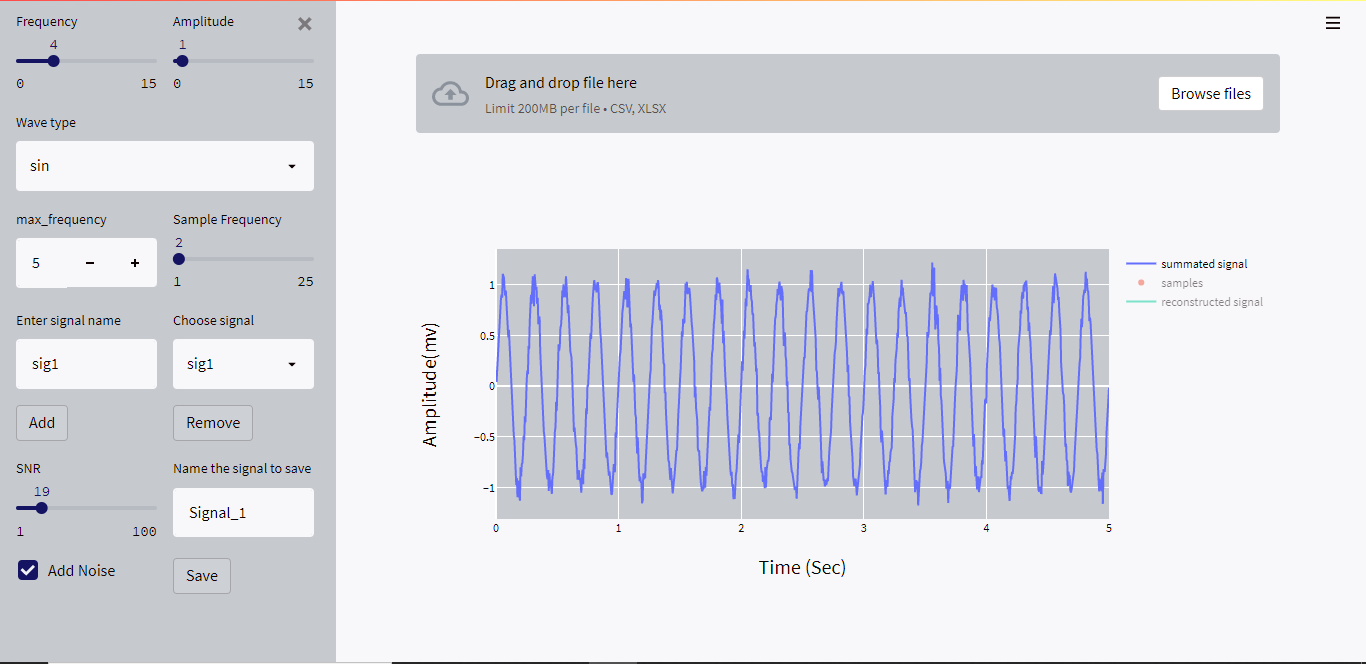 Frequency
4
0 15
Amplitude
1
0 15
Wave type
sin
max_frequency
5 − +
Sample Frequency
2
1 25
Enter signal name
sig1
Choose signal
sig1
Add
Remove
SNR
19
1 100
Name the signal to save
Signal_1
Add Noise
Save
Drag and drop file here
Limit 200MB per file • CSV, XLSX
Browse files
Amplitude(mv)
1
0.5
0
−0.5
−1
0 1 2 3 4 5
Time (Sec)
summated signal
samples
reconstructed signal